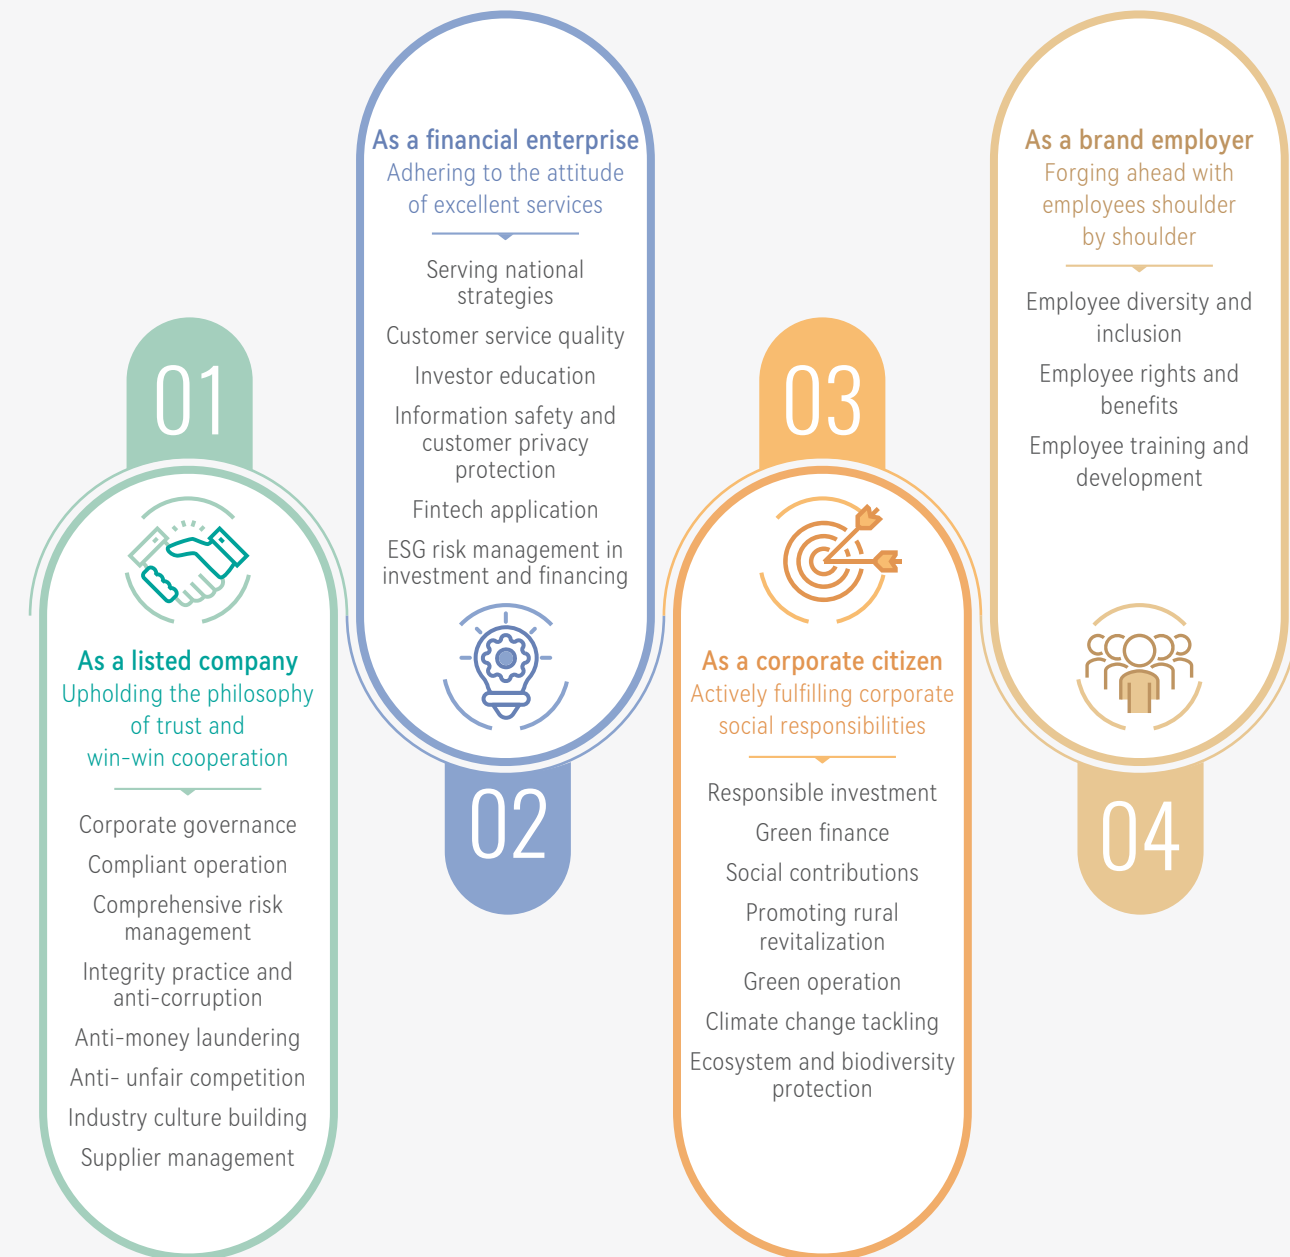 01
As a listed company
Upholding the philosophy
of trust and
win-win cooperation
Corporate governance
Compliant operation
Comprehensive risk
management
Integrity practice and
anti-corruption
Anti-money laundering
Anti- unfair competition
Industry culture building
Supplier management
As a financial enterprise
Adhering to the attitude
of excellent services
Serving national
strategies
Customer service quality
Investor education
Information safety and
customer privacy
protection
Fintech application
ESG risk management in
investment and financing
02
03
As a corporate citizen
Actively fulfilling corporate
social responsibilities
Responsible investment
Green finance
Social contributions
Promoting rural
revitalization
Green operation
Climate change tackling
Ecosystem and biodiversity
protection
As a brand employer
Forging ahead with
employees shoulder
by shoulder
Employee diversity and
inclusion
Employee rights and
benefits
Employee training and
development
04